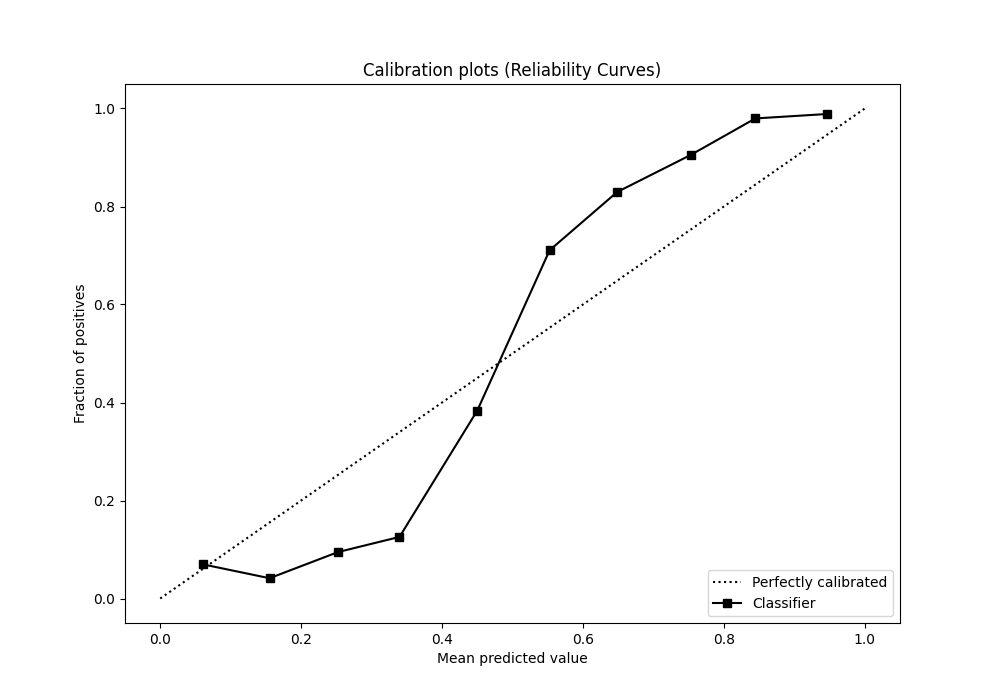 Calibration plots (Reliability Curves)
1.0
0.8
0.6
0.4
0.2
0.0
Fraction of positives
Perfectly calibrated
Classifier
0.0 0.2 0.4 0.6 0.8 1.0
Mean predicted value